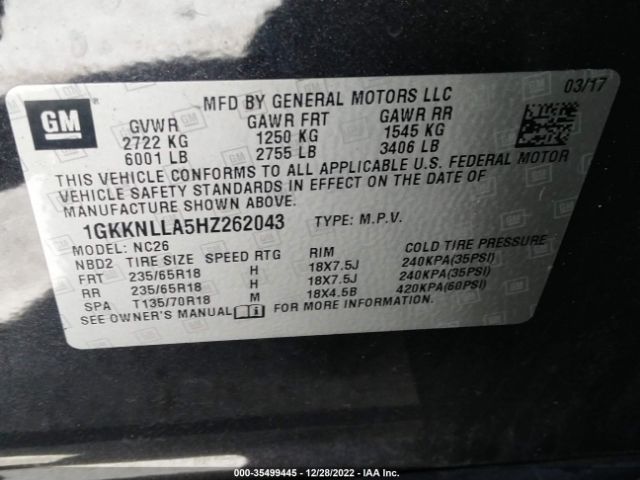 03/17
GM
MFD BY GENERAL MOTORS LLC
GVWR GAWR FRT GAWR RR
2722 KG 1250 KG 1545 KG
6001 LB 2755 LB 3406 LB
THIS VEHICLE CONFORMS TO ALL APPLICABLE U.S. FEDERAL MOTOR
VEHICLE SAFETY STANDARDS IN EFFECT ON THE DATE OF
MANUFACTURE SHOWN ABOVE.
1GKKNLLA5HZ262043 TYPE: M.P.V.
MODEL: NC26
NBD2 TIRE SIZE SPEED RTG RIM COLD TIRE PRESSURE
FRT 235/65R18 H 18X7.5J 240KPA(35PSI)
RR 235/65R18 H 18X7.5J 240KPA(35PSI)
SPA T135/70R18 M 18X4.5B 420KPA(60PSI)
SEE OWNER'S MANUAL FOR MORE INFORMATION.
000-35499445 - 12/28/2022 - IAA Inc.